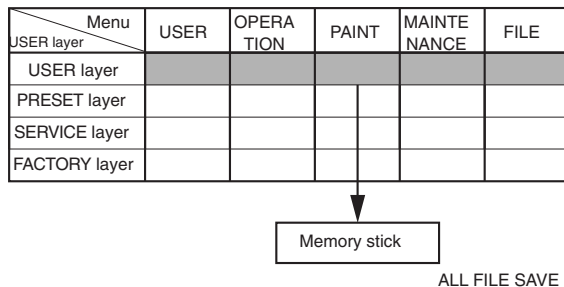 Menu
USER layer
USER
OPERA
TION
PAINT
MAINTE
NANCE
FILE
USER layer
PRESET layer
SERVICE layer
FACTORY layer
Memory stick
ALL FILE SAVE